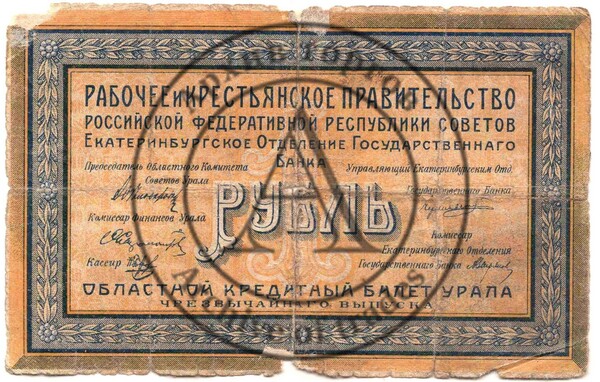 РАБОЧЕЕ и КРЕСТЬЯНСКОЕ ПРАВИТЕЛЬСТВО
РОССИЙСКОЙ ФЕДЕРАТИВНОЙ РЕСПУБЛИКИ СОВЕТОВ
ЕКАТЕРИНБУРГСКОЕ ОТДЕЛЕНИЕ ГОСУДАРСТВЕННАГО
БАНКА
Председатель Областного Комитета
Советов Урала
Управляющий Екатеринбургским Отд.
Государственнаго Банка
РУБЛЬ
Комиссар Финансов Урала
Комиссар
Екатеринбургскаго Отделения
Государственнаго банка
Кассир
ОБЛАСТНОЙ КРЕДИТНЫЙ БИЛЕТ УРАЛА
ЧРЕЗВЫЧАЙНАГО ВЫПУСКА
А